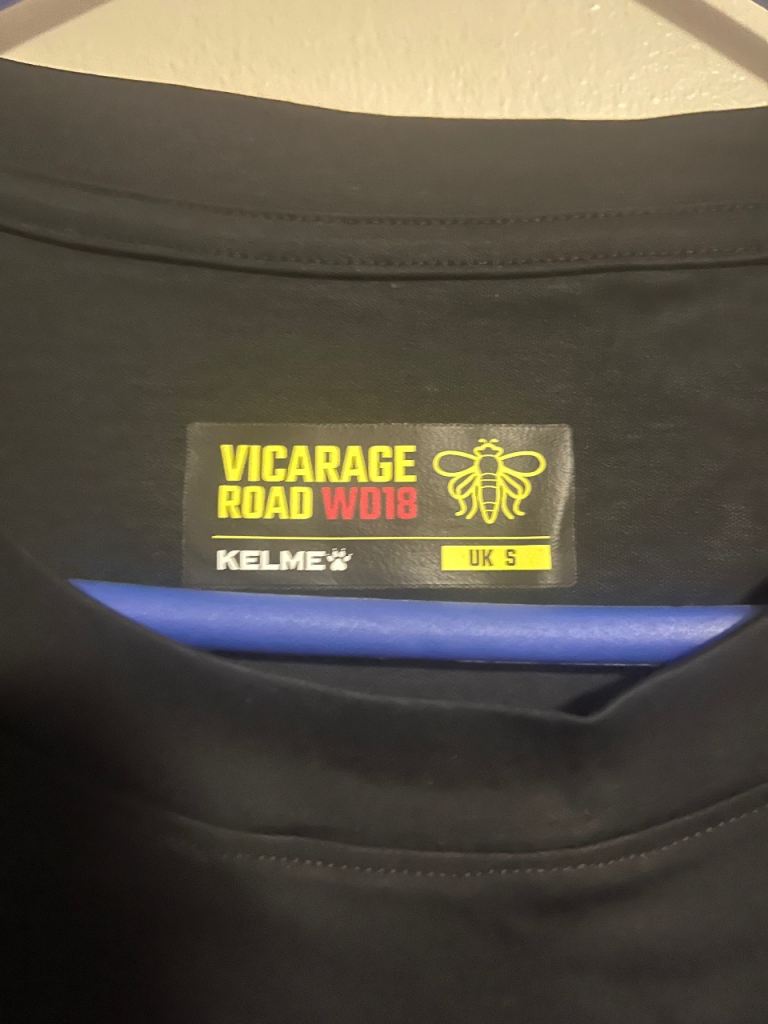 VICARAGE
ROAD WD18
KELME
UK S